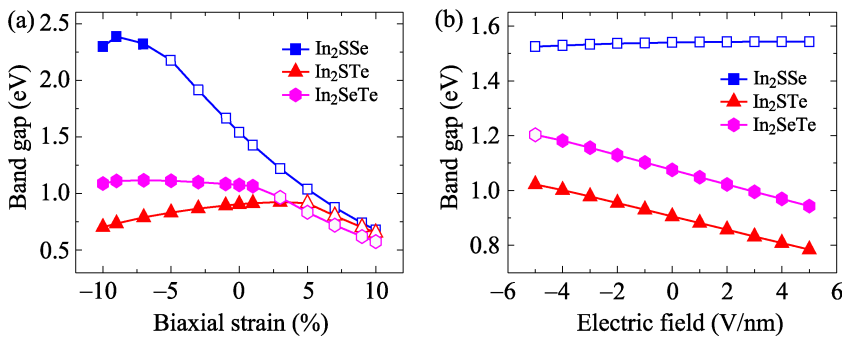 (a)
Band gap (eV)
2.5
2.0
1.5
1.0
0.5
In₂SSe
In₂STe
In₂SeTe
–10
–5
0
5
10
Biaxial strain (%)
(b)
Band gap (eV)
1.6
1.4
1.2
1.0
0.8
In₂SSe
In₂STe
In₂SeTe
–6
–4
–2
0
2
4
6
Electric field (V/nm)